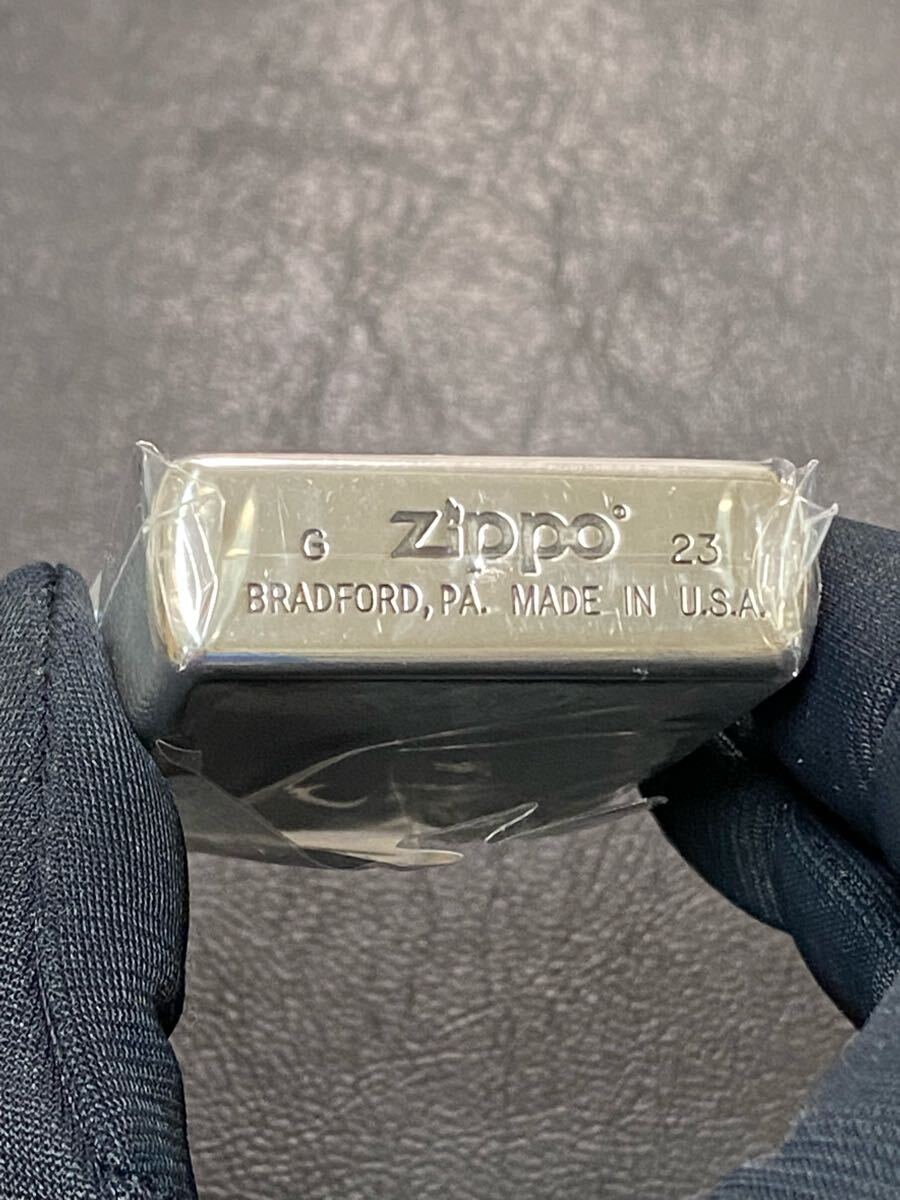 G Zippo® 23
BRADFORD, PA. MADE IN U.S.A.